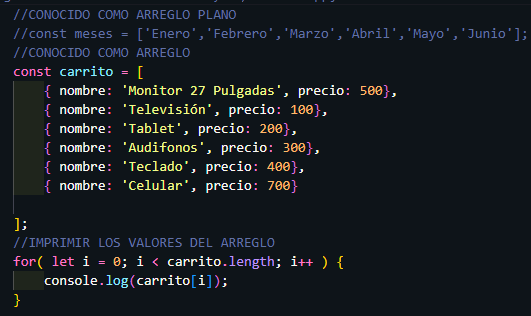 //CONOCIDO COMO ARREGLO PLANO
//const meses = ['Enero','Febrero','Marzo','Abril','Mayo','Junio'];
//CONOCIDO COMO ARREGLO
const carrito = [
{ nombre: 'Monitor 27 Pulgadas', precio: 500},
{ nombre: 'Televisión', precio: 100},
{ nombre: 'Tablet', precio: 200},
{ nombre: 'Audifonos', precio: 300},
{ nombre: 'Teclado', precio: 400},
{ nombre: 'Celular', precio: 700}
];
//IMPRIMIR LOS VALORES DEL ARREGLO
for( let i = 0; i < carrito.length; i++ ) {
console.log(carrito[i]);
}